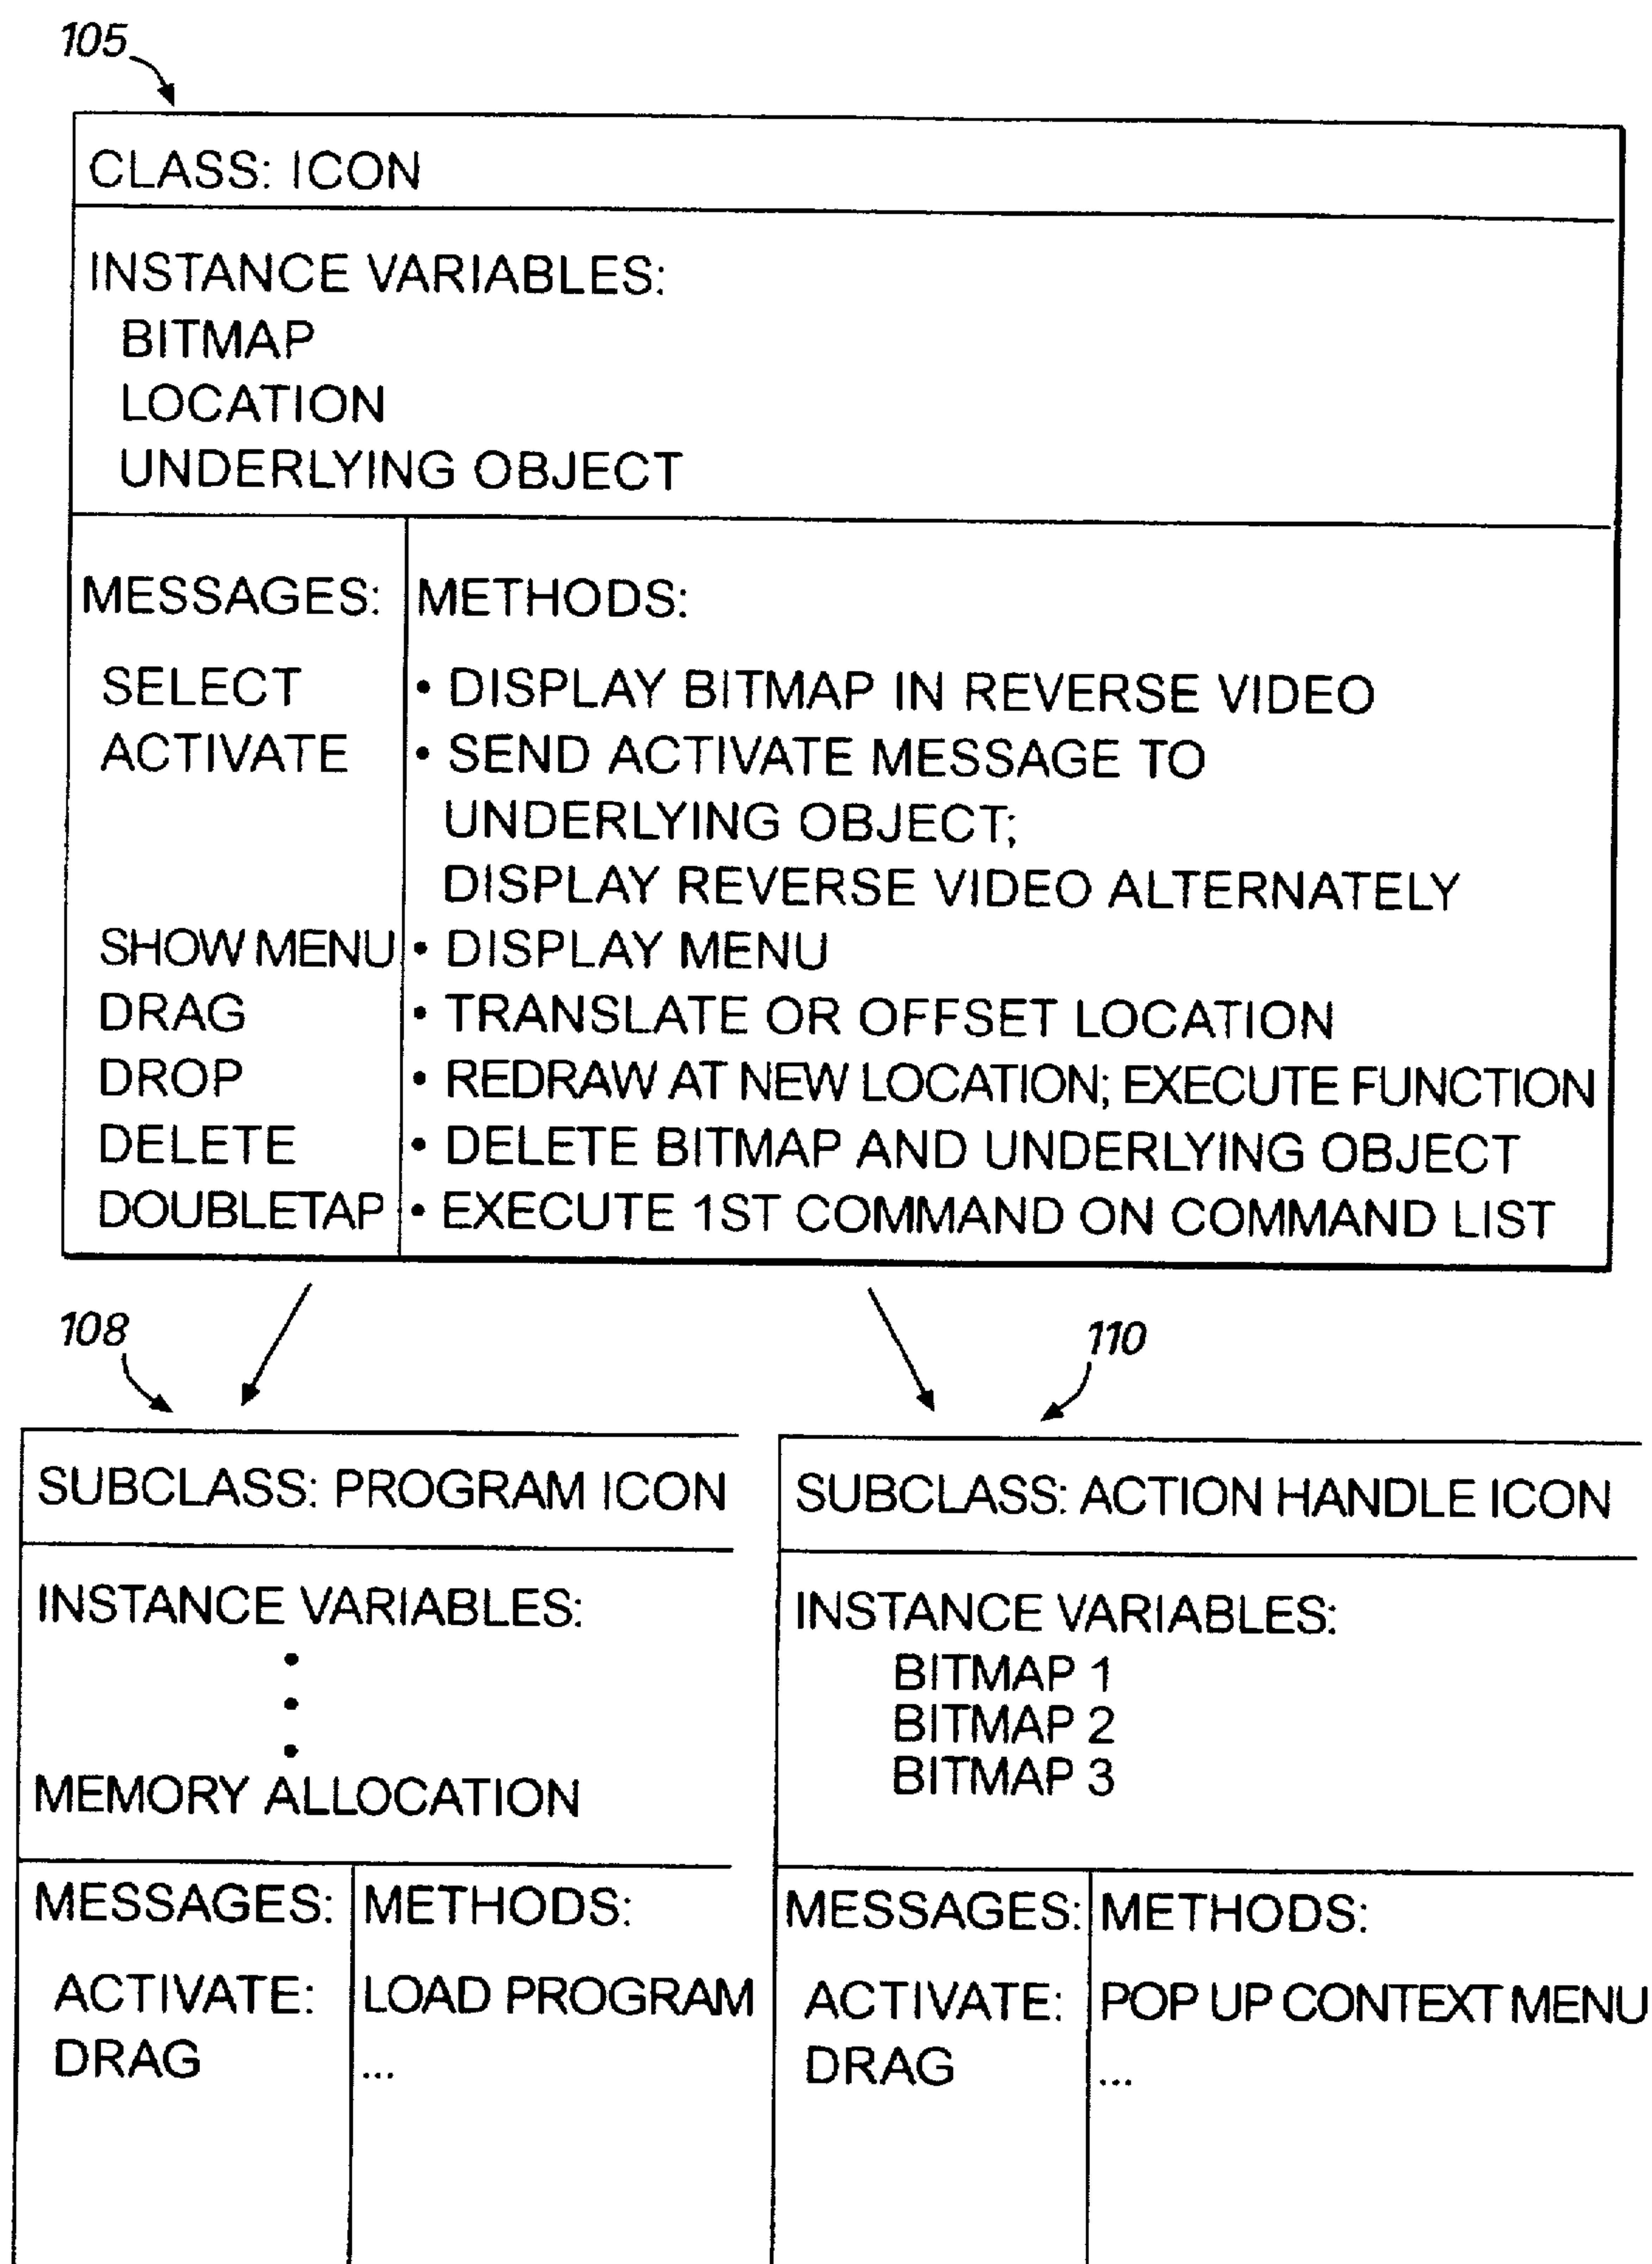 105
CLASS: ICON
INSTANCE VARIABLES:
BITMAP
LOCATION
UNDERLYING OBJECT
MESSAGES: METHODS:
SELECT • DISPLAY BITMAP IN REVERSE VIDEO
ACTIVATE • SEND ACTIVATE MESSAGE TO
UNDERLYING OBJECT;
DISPLAY REVERSE VIDEO ALTERNATELY
SHOW MENU • DISPLAY MENU
DRAG • TRANSLATE OR OFFSET LOCATION
DROP • REDRAW AT NEW LOCATION; EXECUTE FUNCTION
DELETE • DELETE BITMAP AND UNDERLYING OBJECT
DOUBLETAP • EXECUTE 1ST COMMAND ON COMMAND LIST
108
SUBCLASS: PROGRAM ICON
INSTANCE VARIABLES:
•
•
•
MEMORY ALLOCATION
MESSAGES: METHODS:
ACTIVATE: LOAD PROGRAM
DRAG ...
110
SUBCLASS: ACTION HANDLE ICON
INSTANCE VARIABLES:
BITMAP 1
BITMAP 2
BITMAP 3
MESSAGES: METHODS:
ACTIVATE: POP UP CONTEXT MENU
DRAG ...